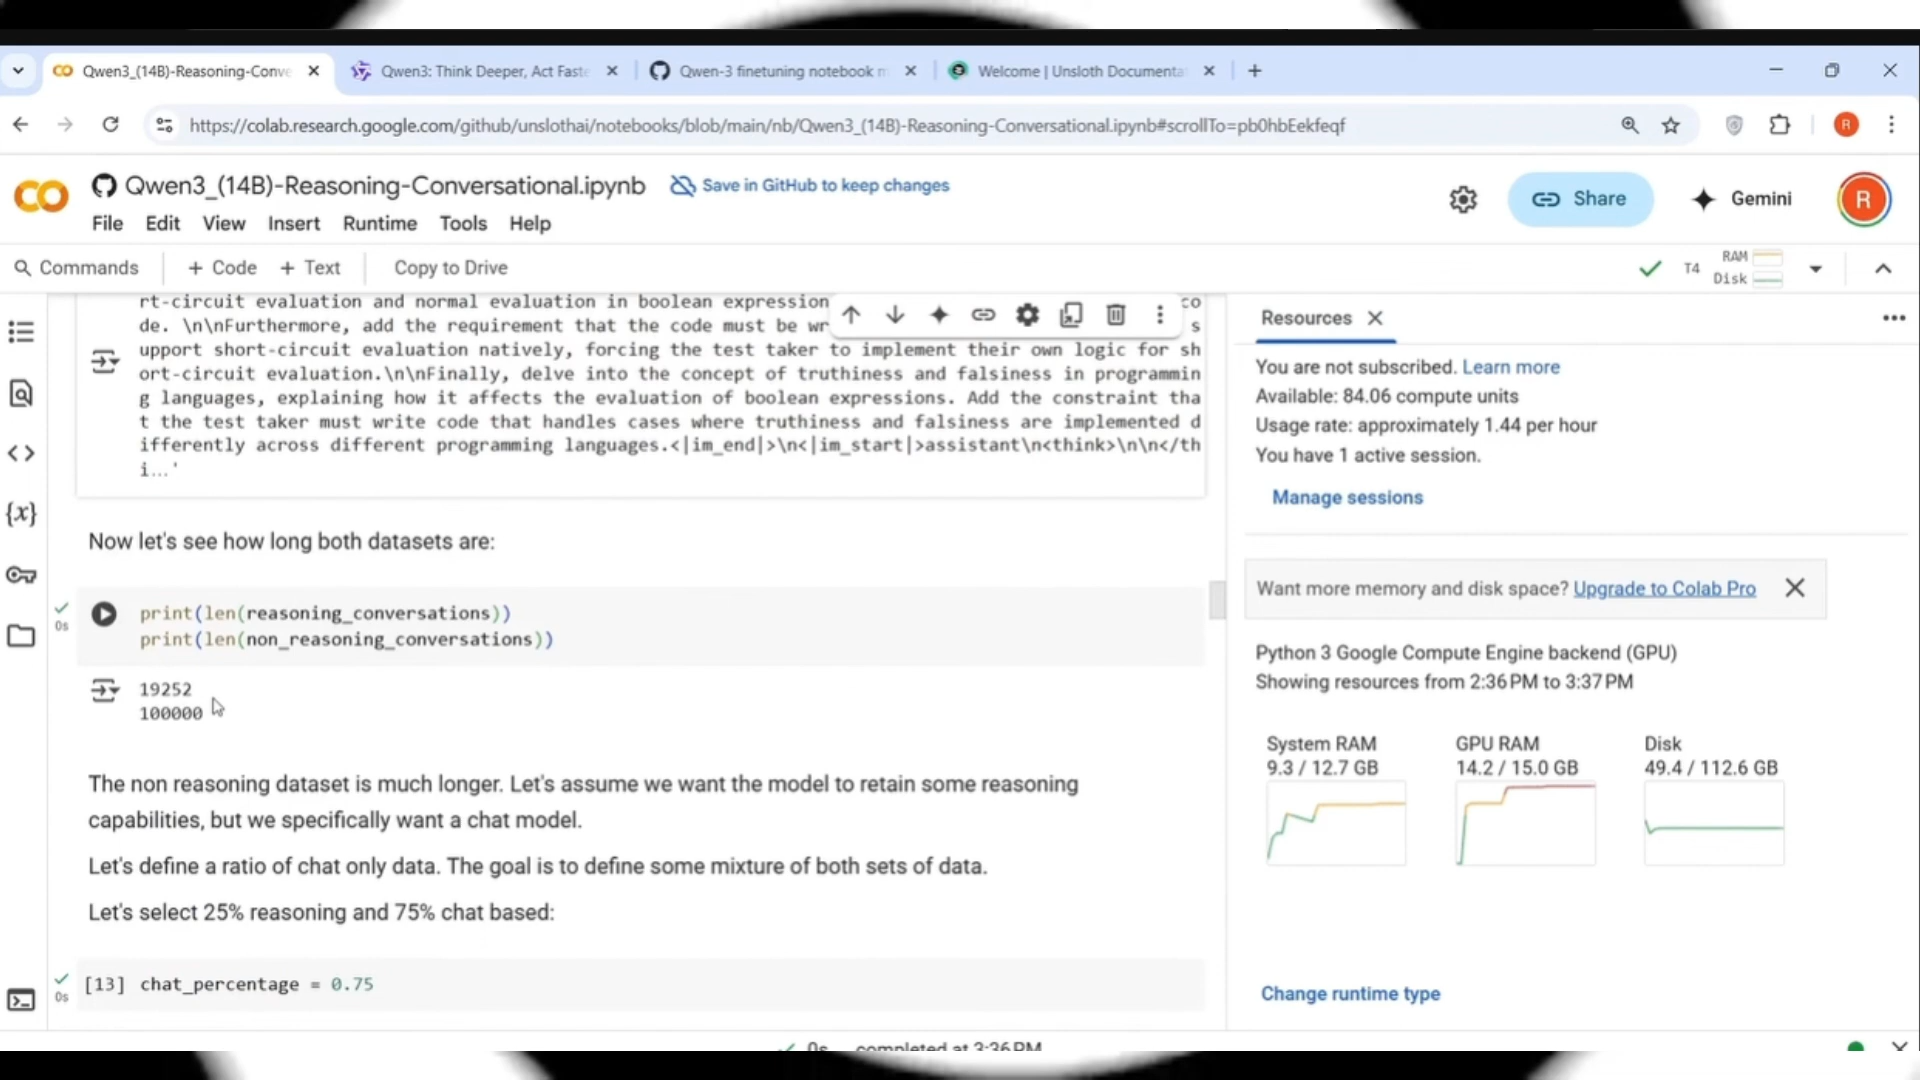 Qwen3_(14B)-Reasoning-Conve
Qwen3: Think Deeper, Act Faste
Qwen-3 finetuning notebook m
Welcome | Unsloth Documenta
https://colab.research.google.com/github/unslothai/notebooks/blob/main/nb/Qwen3_(14B)-Reasoning-Conversational.ipynb#scrollTo=pb0hbEekfeqf
R
Qwen3_(14B)-Reasoning-Conversational.ipynb
Save in GitHub to keep changes
Share
Gemini
R
File Edit View Insert Runtime Tools Help
Commands + Code + Text Copy to Drive
T4 RAM
Disk
rt-circuit evaluation and normal evaluation in boolean expression co
de. \n\nFurthermore, add the requirement that the code must be wr s
upport short-circuit evaluation natively, forcing the test taker to implement their own logic for sh
ort-circuit evaluation.\n\nFinally, delve into the concept of truthiness and falsiness in programmin
g languages, explaining how it affects the evaluation of boolean expressions. Add the constraint tha
t the test taker must write code that handles cases where truthiness and falsiness are implemented d
ifferently across different programming languages.<|im_end|>\n<|im_start|>assistant\n<think>\n\n</th
i...'
Now let's see how long both datasets are:
0s
print(len(reasoning_conversations))
print(len(non_reasoning_conversations))
19252
100000
The non reasoning dataset is much longer. Let's assume we want the model to retain some reasoning
capabilities, but we specifically want a chat model.
Let's define a ratio of chat only data. The goal is to define some mixture of both sets of data.
Let's select 25% reasoning and 75% chat based:
[13] chat_percentage = 0.75
0s
Resources
You are not subscribed. Learn more
Available: 84.06 compute units
Usage rate: approximately 1.44 per hour
You have 1 active session.
Manage sessions
Want more memory and disk space? Upgrade to Colab Pro
Python 3 Google Compute Engine backend (GPU)
Showing resources from 2:36 PM to 3:37 PM
System RAM GPU RAM Disk
9.3 / 12.7 GB 14.2 / 15.0 GB 49.4 / 112.6 GB
Change runtime type
0s completed at 3:36 PM